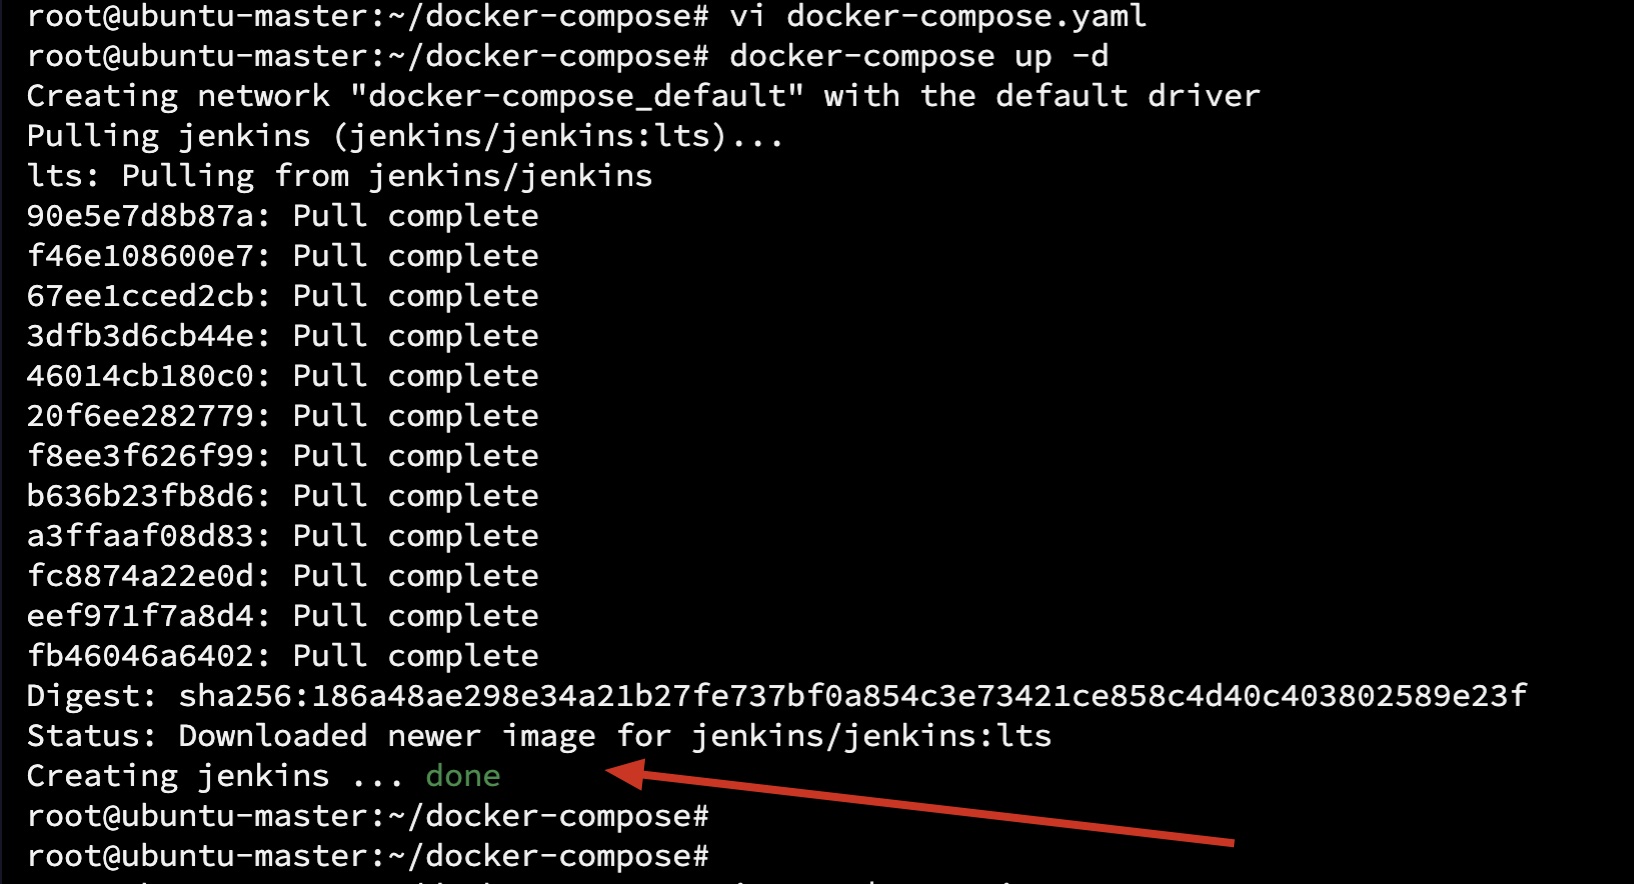 root@ubuntu-master:~/docker-compose# vi docker-compose.yaml
root@ubuntu-master:~/docker-compose# docker-compose up -d
Creating network "docker-compose_default" with the default driver
Pulling jenkins (jenkins/jenkins:lts)...
lts: Pulling from jenkins/jenkins
90e5e7d8b87a: Pull complete
f46e108600e7: Pull complete
67ee1cced2cb: Pull complete
3dfb3d6cb44e: Pull complete
46014cb180c0: Pull complete
20f6ee282779: Pull complete
f8ee3f626f99: Pull complete
b636b23fb8d6: Pull complete
a3ffaaf08d83: Pull complete
fc8874a22e0d: Pull complete
eef971f7a8d4: Pull complete
fb46046a6402: Pull complete
Digest: sha256:186a48ae298e34a21b27fe737bf0a854c3e73421ce858c4d40c403802589e23f
Status: Downloaded newer image for jenkins/jenkins:lts
Creating jenkins ... done
root@ubuntu-master:~/docker-compose#
root@ubuntu-master:~/docker-compose#